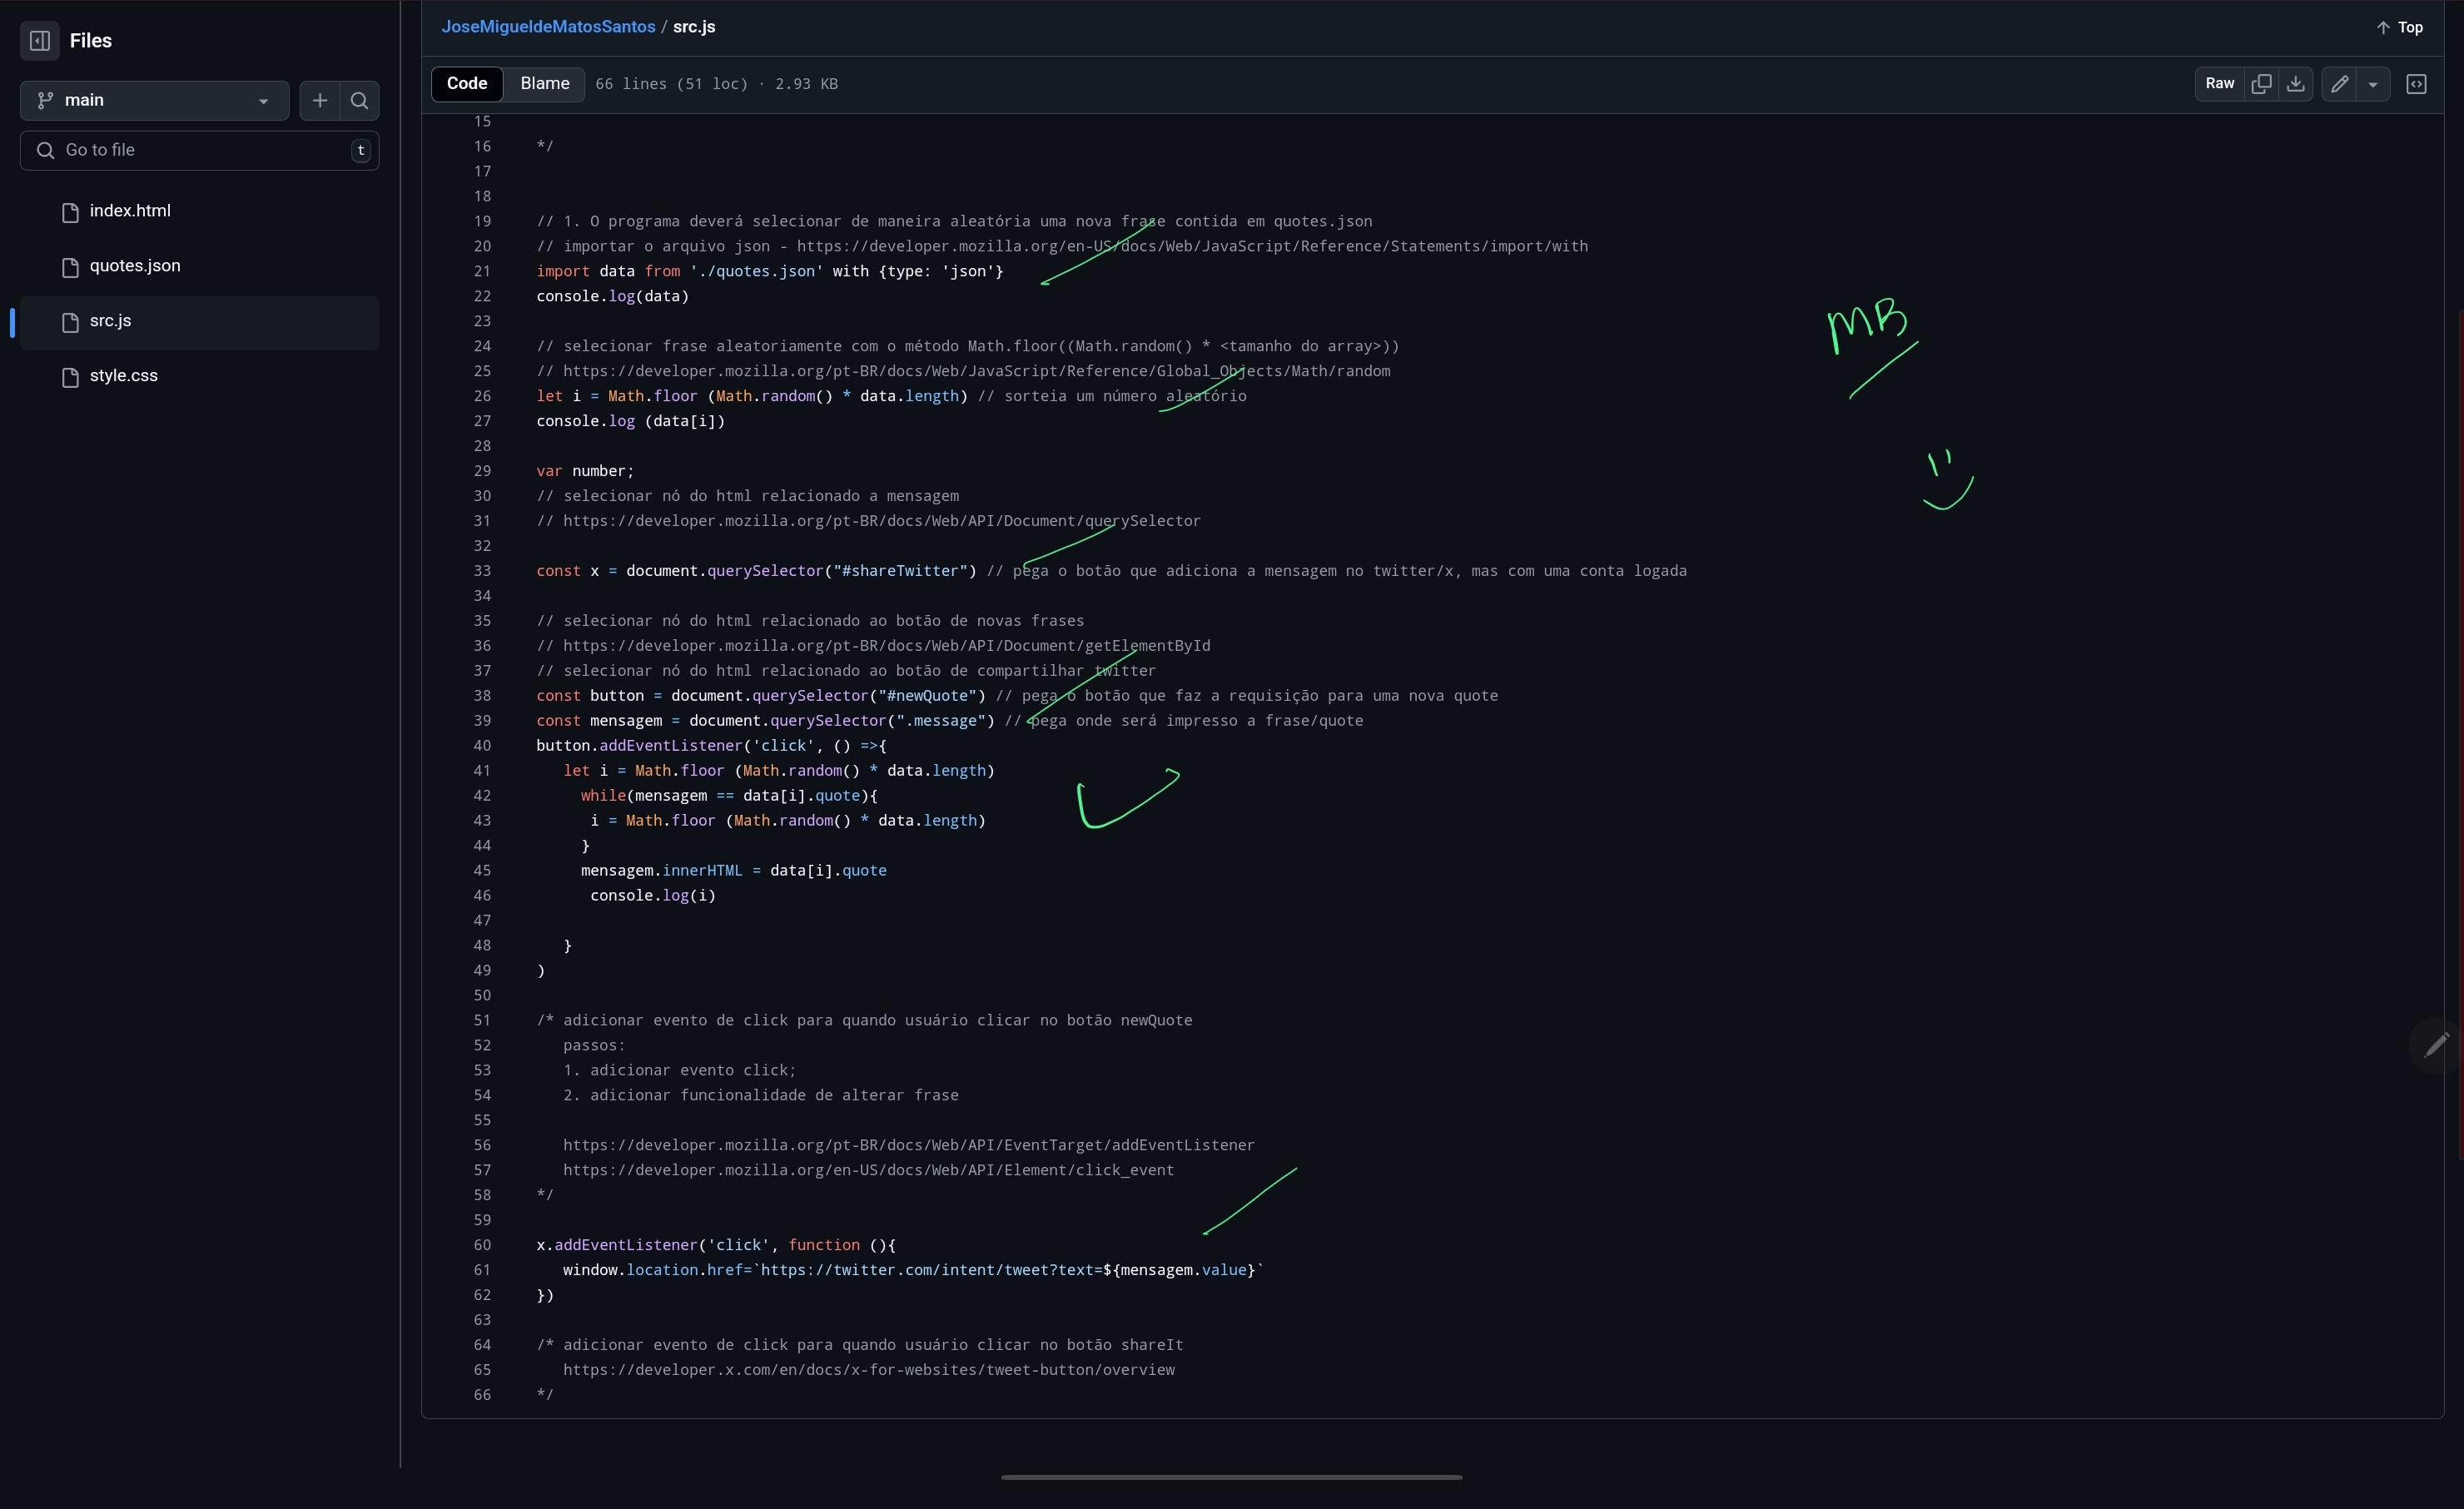 Files
main
Go to file
t
index.html
quotes.json
src.js
style.css
JoseMigueldeMatosSantos / src.js
Top
Code Blame 66 lines (51 loc) · 2.93 KB
Raw
15
16 */
17
18
19 // 1. O programa deverá selecionar de maneira aleatória uma nova frase contida em quotes.json
20 // importar o arquivo json - https://developer.mozilla.org/en-US/docs/Web/JavaScript/Reference/Statements/import/with
21 import data from './quotes.json' with {type: 'json'}
22 console.log(data)
23
24 // selecionar frase aleatoriamente com o método Math.floor((Math.random() * <tamanho do array>))
25 // https://developer.mozilla.org/pt-BR/docs/Web/JavaScript/Reference/Global_Objects/Math/random
26 let i = Math.floor (Math.random() * data.length) // sorteia um número aleatório
27 console.log (data[i])
28
29 var number;
30 // selecionar nó do html relacionado a mensagem
31 // https://developer.mozilla.org/pt-BR/docs/Web/API/Document/querySelector
32
33 const x = document.querySelector("#shareTwitter") // pega o botão que adiciona a mensagem no twitter/x, mas com uma conta logada
34
35 // selecionar nó do html relacionado ao botão de novas frases
36 // https://developer.mozilla.org/pt-BR/docs/Web/API/Document/getElementById
37 // selecionar nó do html relacionado ao botão de compartilhar twitter
38 const button = document.querySelector("#newQuote") // pega o botão que faz a requisição para uma nova quote
39 const mensagem = document.querySelector(".message") // pega onde será impresso a frase/quote
40 button.addEventListener('click', () =>{
41 let i = Math.floor (Math.random() * data.length)
42 while(mensagem == data[i].quote){
43 i = Math.floor (Math.random() * data.length)
44 }
45 mensagem.innerHTML = data[i].quote
46 console.log(i)
47
48 }
49 )
50
51 /* adicionar evento de click para quando usuário clicar no botão newQuote
52 passos:
53 1. adicionar evento click;
54 2. adicionar funcionalidade de alterar frase
55
56 https://developer.mozilla.org/pt-BR/docs/Web/API/EventTarget/addEventListener
57 https://developer.mozilla.org/en-US/docs/Web/API/Element/click_event
58 */
59
60 x.addEventListener('click', function (){
61 window.location.href=`https://twitter.com/intent/tweet?text=${mensagem.value}`
62 })
63
64 /* adicionar evento de click para quando usuário clicar no botão shareIt
65 https://developer.x.com/en/docs/x-for-websites/tweet-button/overview
66 */
MB